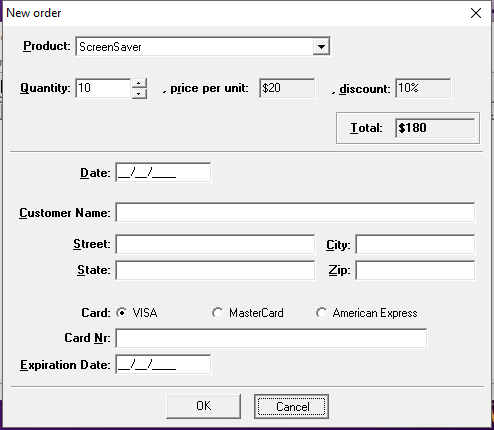 New order
Product: ScreenSaver
Quantity: 10 , price per unit: $20 , discount: 10%
Total: $180
Date: __/__/____
Customer Name:
Street: City:
State: Zip:
Card: VISA MasterCard American Express
Card Nr:
Expiration Date: __/__/____
OK Cancel